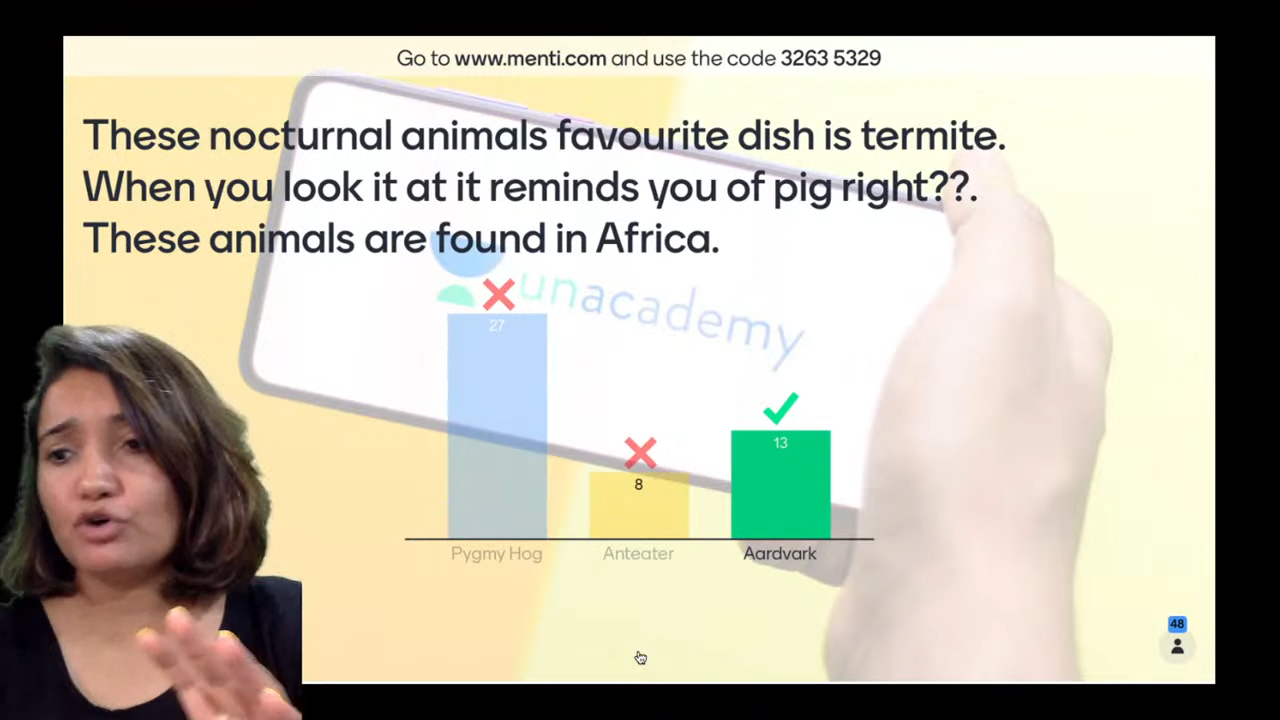 Go to www.menti.com and use the code 3263 5329
These nocturnal animals favourite dish is termite.
When you look it at it reminds you of pig right??.
These animals are found in Africa.
unacademy
27
8
13
Pygmy Hog Anteater Aardvark
48